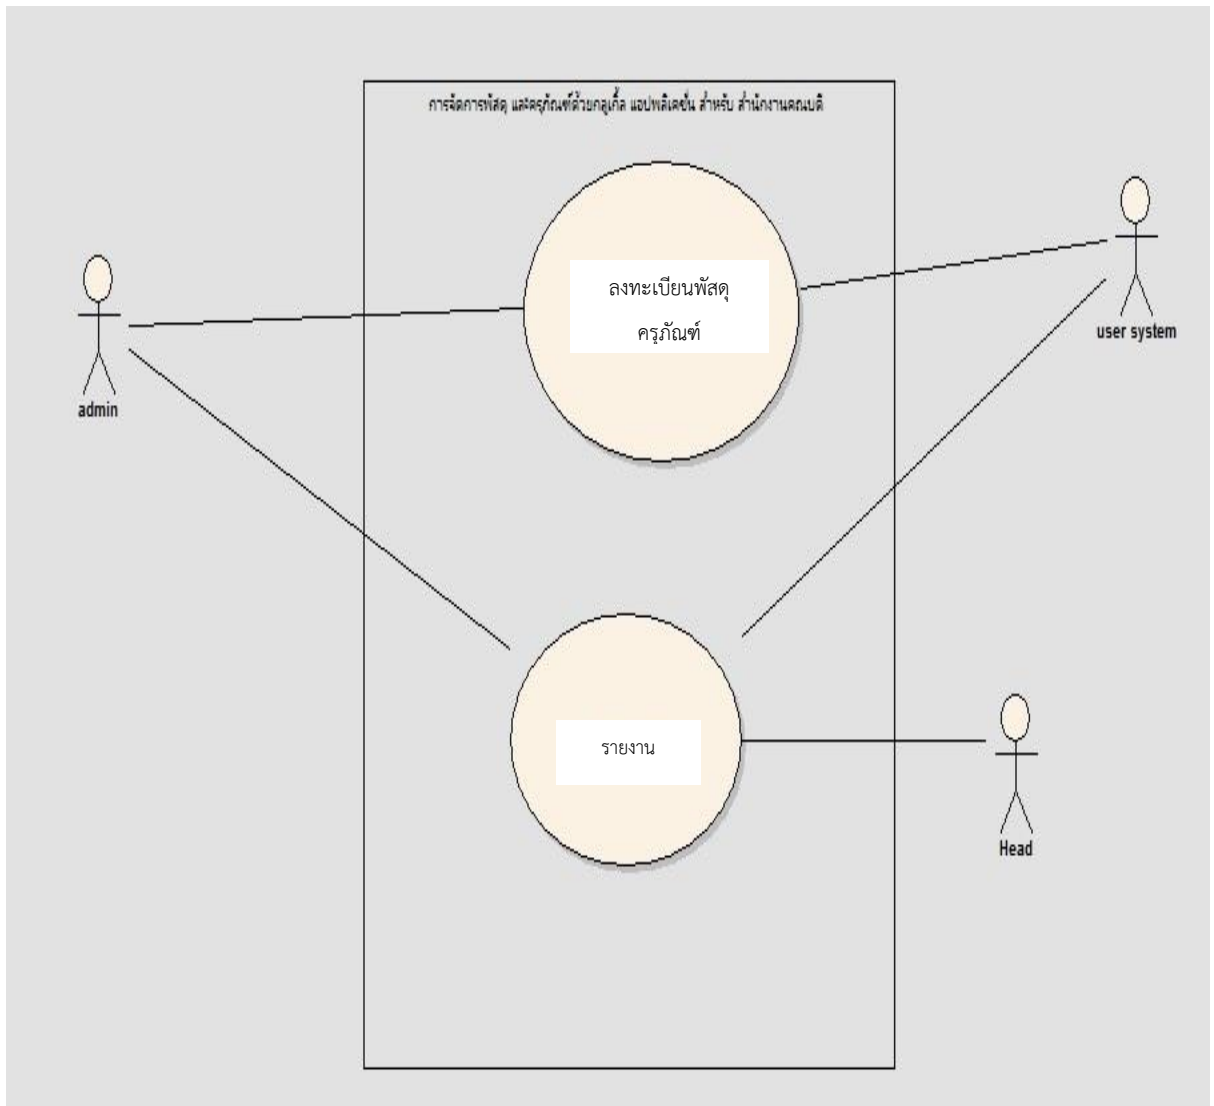 การจัดการพัสดุ และครุภัณฑ์ด้วยกลูเกิ้ล แอปพลิเคชั่น สำหรับ สำนักงานคณบดี
ลงทะเบียนพัสดุ
ครุภัณฑ์
user system
admin
รายงาน
Head